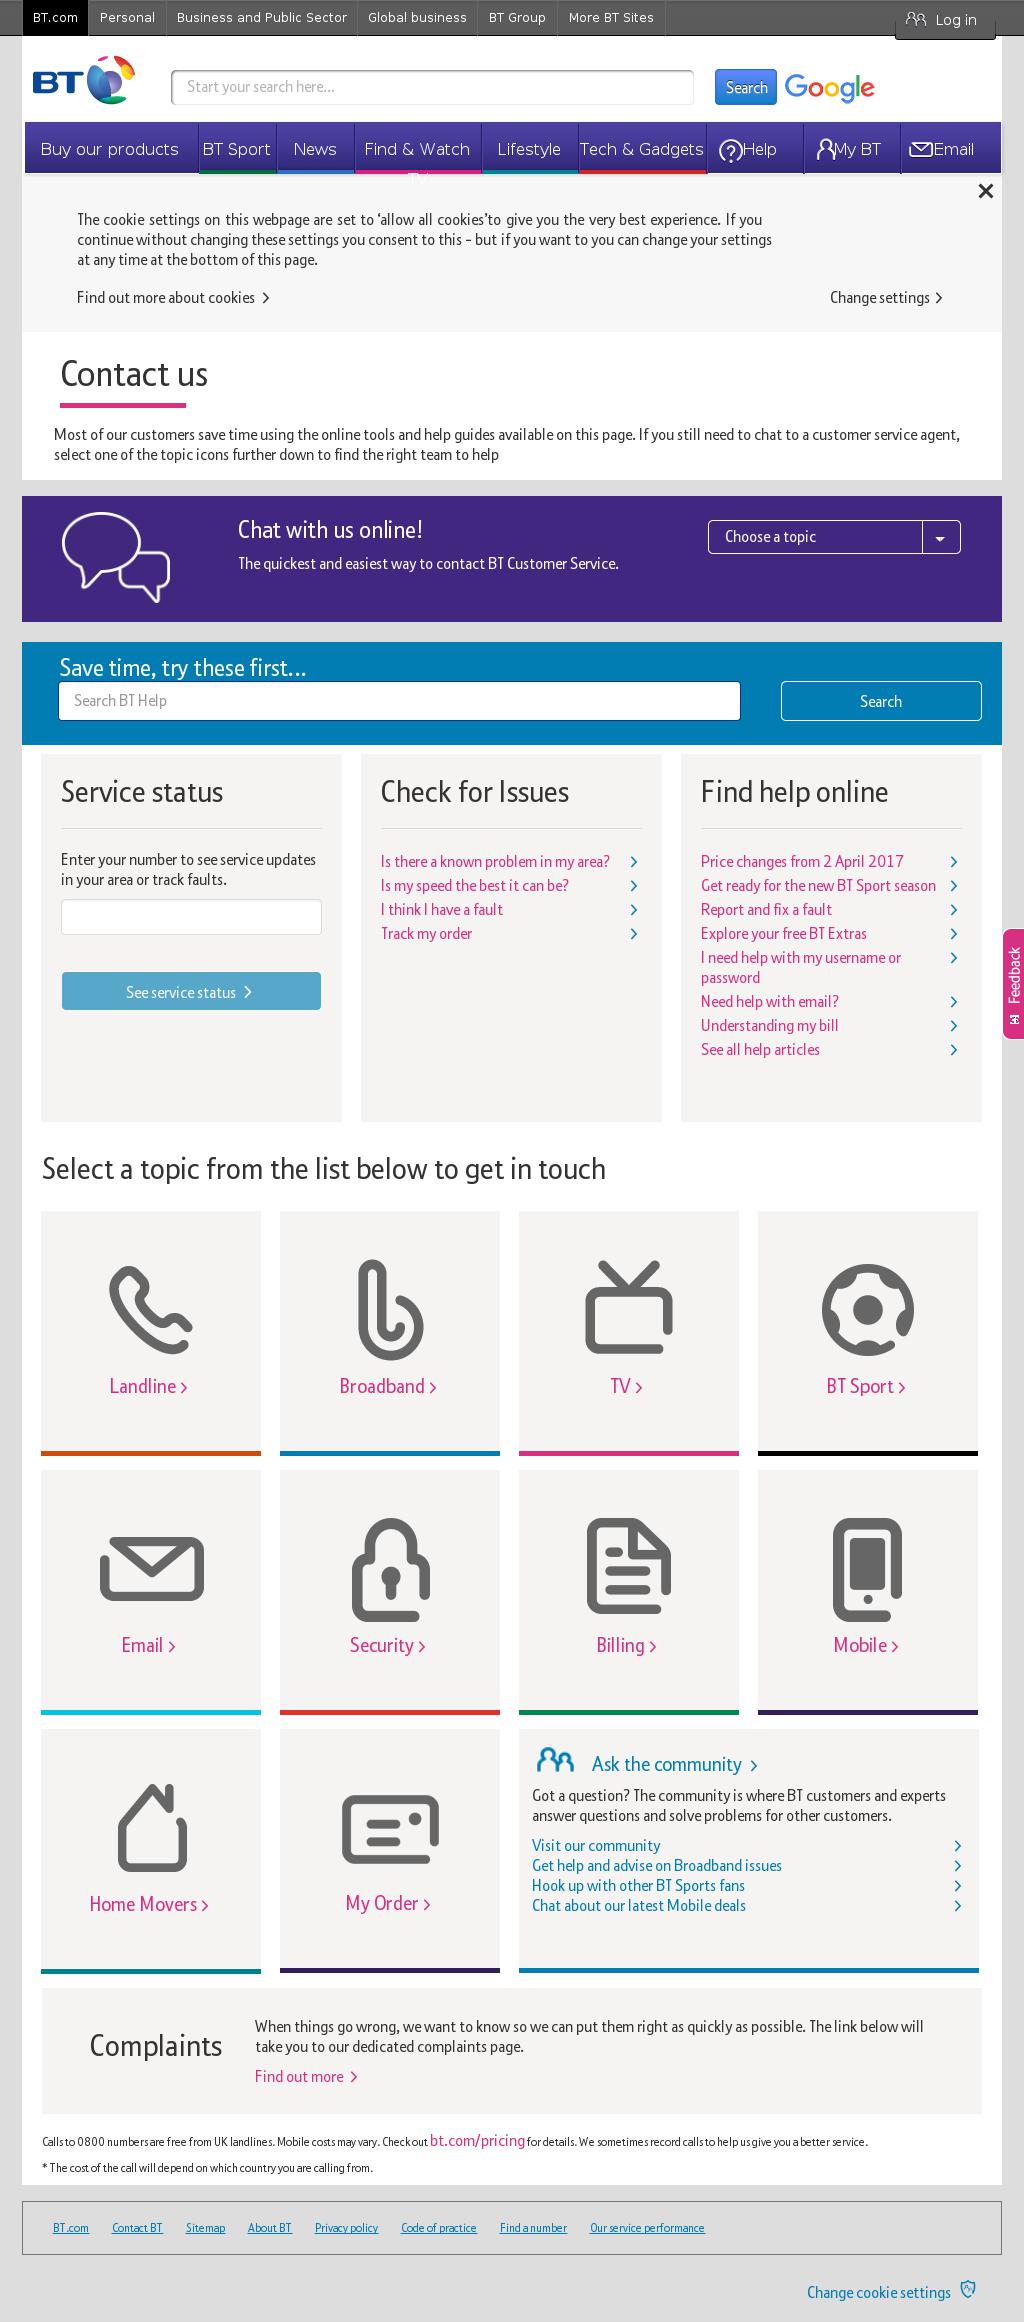 BT.com Personal Business and Public Sector Global business BT Group More BT Sites Log in
BT Start your search here... Search Google
Buy our products BT Sport News Find & Watch Lifestyle Tech & Gadgets Help My BT Email
TV
The cookie settings on this webpage are set to 'allow all cookies'to give you the very best experience. If you
continue without changing these settings you consent to this - but if you want to you can change your settings
at any time at the bottom of this page.
Find out more about cookies Change settings
Contact us
Most of our customers save time using the online tools and help guides available on this page. If you still need to chat to a customer service agent,
select one of the topic icons further down to find the right team to help
Chat with us online!
Choose a topic
The quickest and easiest way to contact BT Customer Service.
Save time, try these first...
Search BT Help Search
Service status
Enter your number to see service updates
in your area or track faults.
See service status
Check for Issues
Is there a known problem in my area?
Is my speed the best it can be?
I think I have a fault
Track my order
Find help online
Price changes from 2 April 2017
Get ready for the new BT Sport season
Report and fix a fault
Explore your free BT Extras
I need help with my username or
password
Need help with email?
Understanding my bill
See all help articles
Feedback
Select a topic from the list below to get in touch
Landline Broadband TV BT Sport
Email Security Billing Mobile
Home Movers My Order
Ask the community
Got a question? The community is where BT customers and experts
answer questions and solve problems for other customers.
Visit our community
Get help and advise on Broadband issues
Hook up with other BT Sports fans
Chat about our latest Mobile deals
Complaints
When things go wrong, we want to know so we can put them right as quickly as possible. The link below will
take you to our dedicated complaints page.
Find out more
Calls to 0800 numbers are free from UK landlines. Mobile costs may vary. Check out bt.com/pricing for details. We sometimes record calls to help us give you a better service.
* The cost of the call will depend on which country you are calling from.
BT.com Contact BT Sitemap About BT Privacy policy Code of practice Find a number Our service performance
Change cookie settings